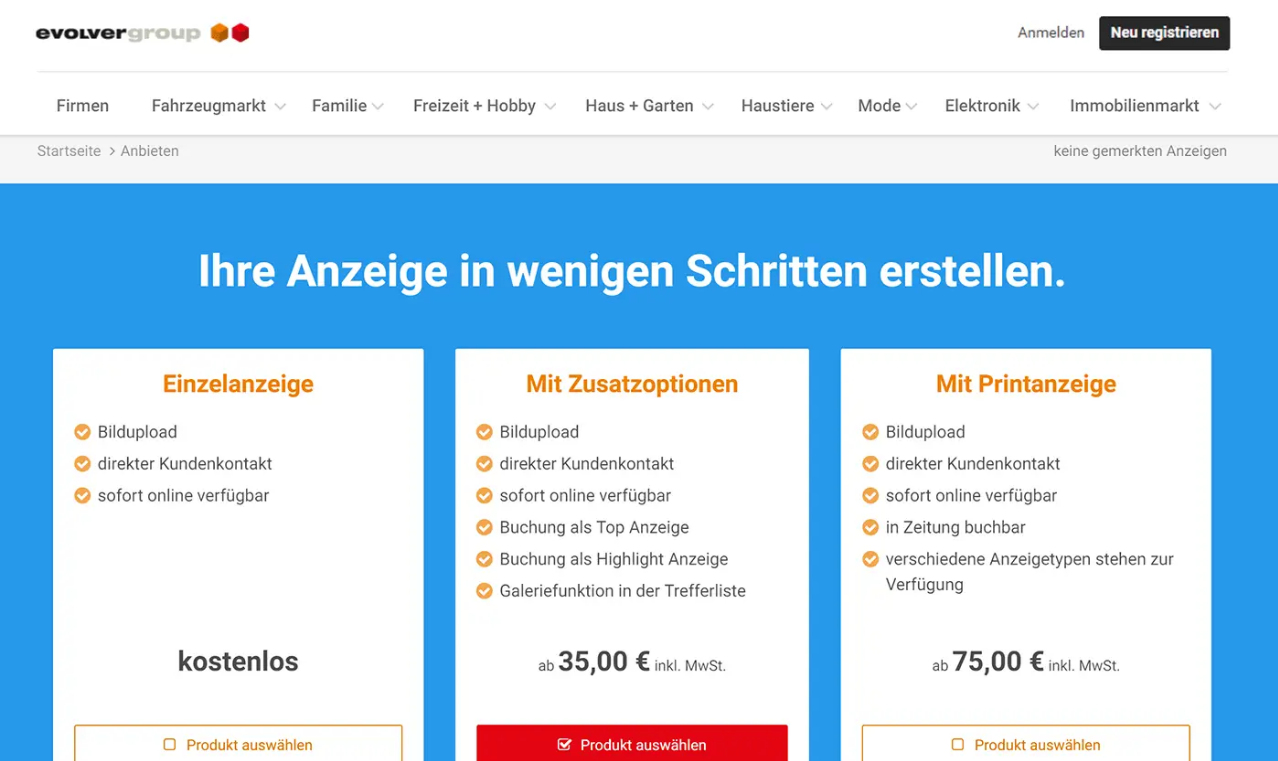 evolvergroup
Anmelden
Neu registrieren
Firmen
Fahrzeugmarkt
Familie
Freizeit + Hobby
Haus + Garten
Haustiere
Mode
Elektronik
Immobilienmarkt
Startseite > Anbieten
keine gemerkten Anzeigen
Ihre Anzeige in wenigen Schritten erstellen.
Einzelanzeige
Bildupload
direkter Kundenkontakt
sofort online verfügbar
kostenlos
Produkt auswählen
Mit Zusatzoptionen
Bildupload
direkter Kundenkontakt
sofort online verfügbar
Buchung als Top Anzeige
Buchung als Highlight Anzeige
Galeriefunktion in der Trefferliste
ab 35,00 € inkl. MwSt.
Produkt auswählen
Mit Printanzeige
Bildupload
direkter Kundenkontakt
sofort online verfügbar
in Zeitung buchbar
verschiedene Anzeigetypen stehen zur
Verfügung
ab 75,00 € inkl. MwSt.
Produkt auswählen